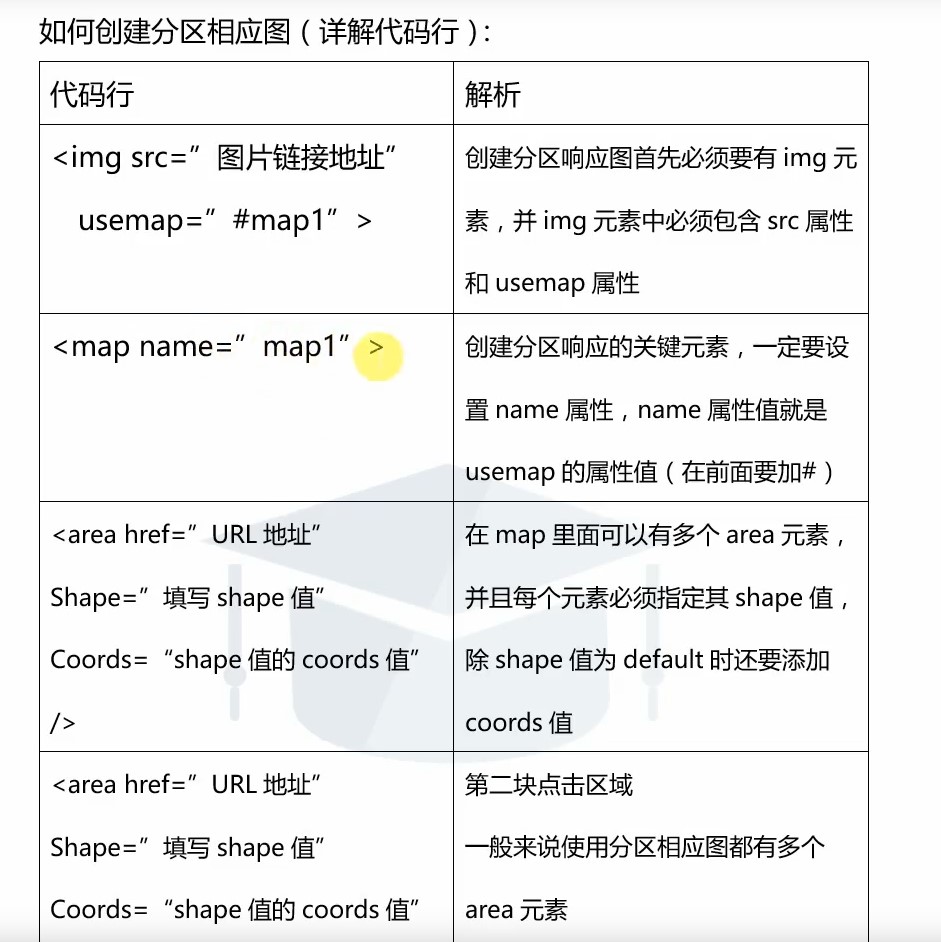 如何创建分区相应图（详解代码行）：
代码行
解析
<img src=”图片链接地址”
usemap=”#map1”>
创建分区响应图首先必须要有 img 元
素，并 img 元素中必须包含 src 属性
和 usemap 属性
<map name=”map1”>
创建分区响应的关键元素，一定要设
置 name 属性，name 属性值就是
usemap 的属性值（在前面要加#）
<area href=”URL 地址”
Shape=”填写 shape 值”
Coords=“shape 值的 coords 值”
/>
在 map 里面可以有多个 area 元素，
并且每个元素必须指定其 shape 值，
除 shape 值为 default 时还要添加
coords 值
<area href=”URL 地址”
Shape=”填写 shape 值”
Coords=“shape 值的 coords 值”
第二块点击区域
一般来说使用分区相应图都有多个
area 元素